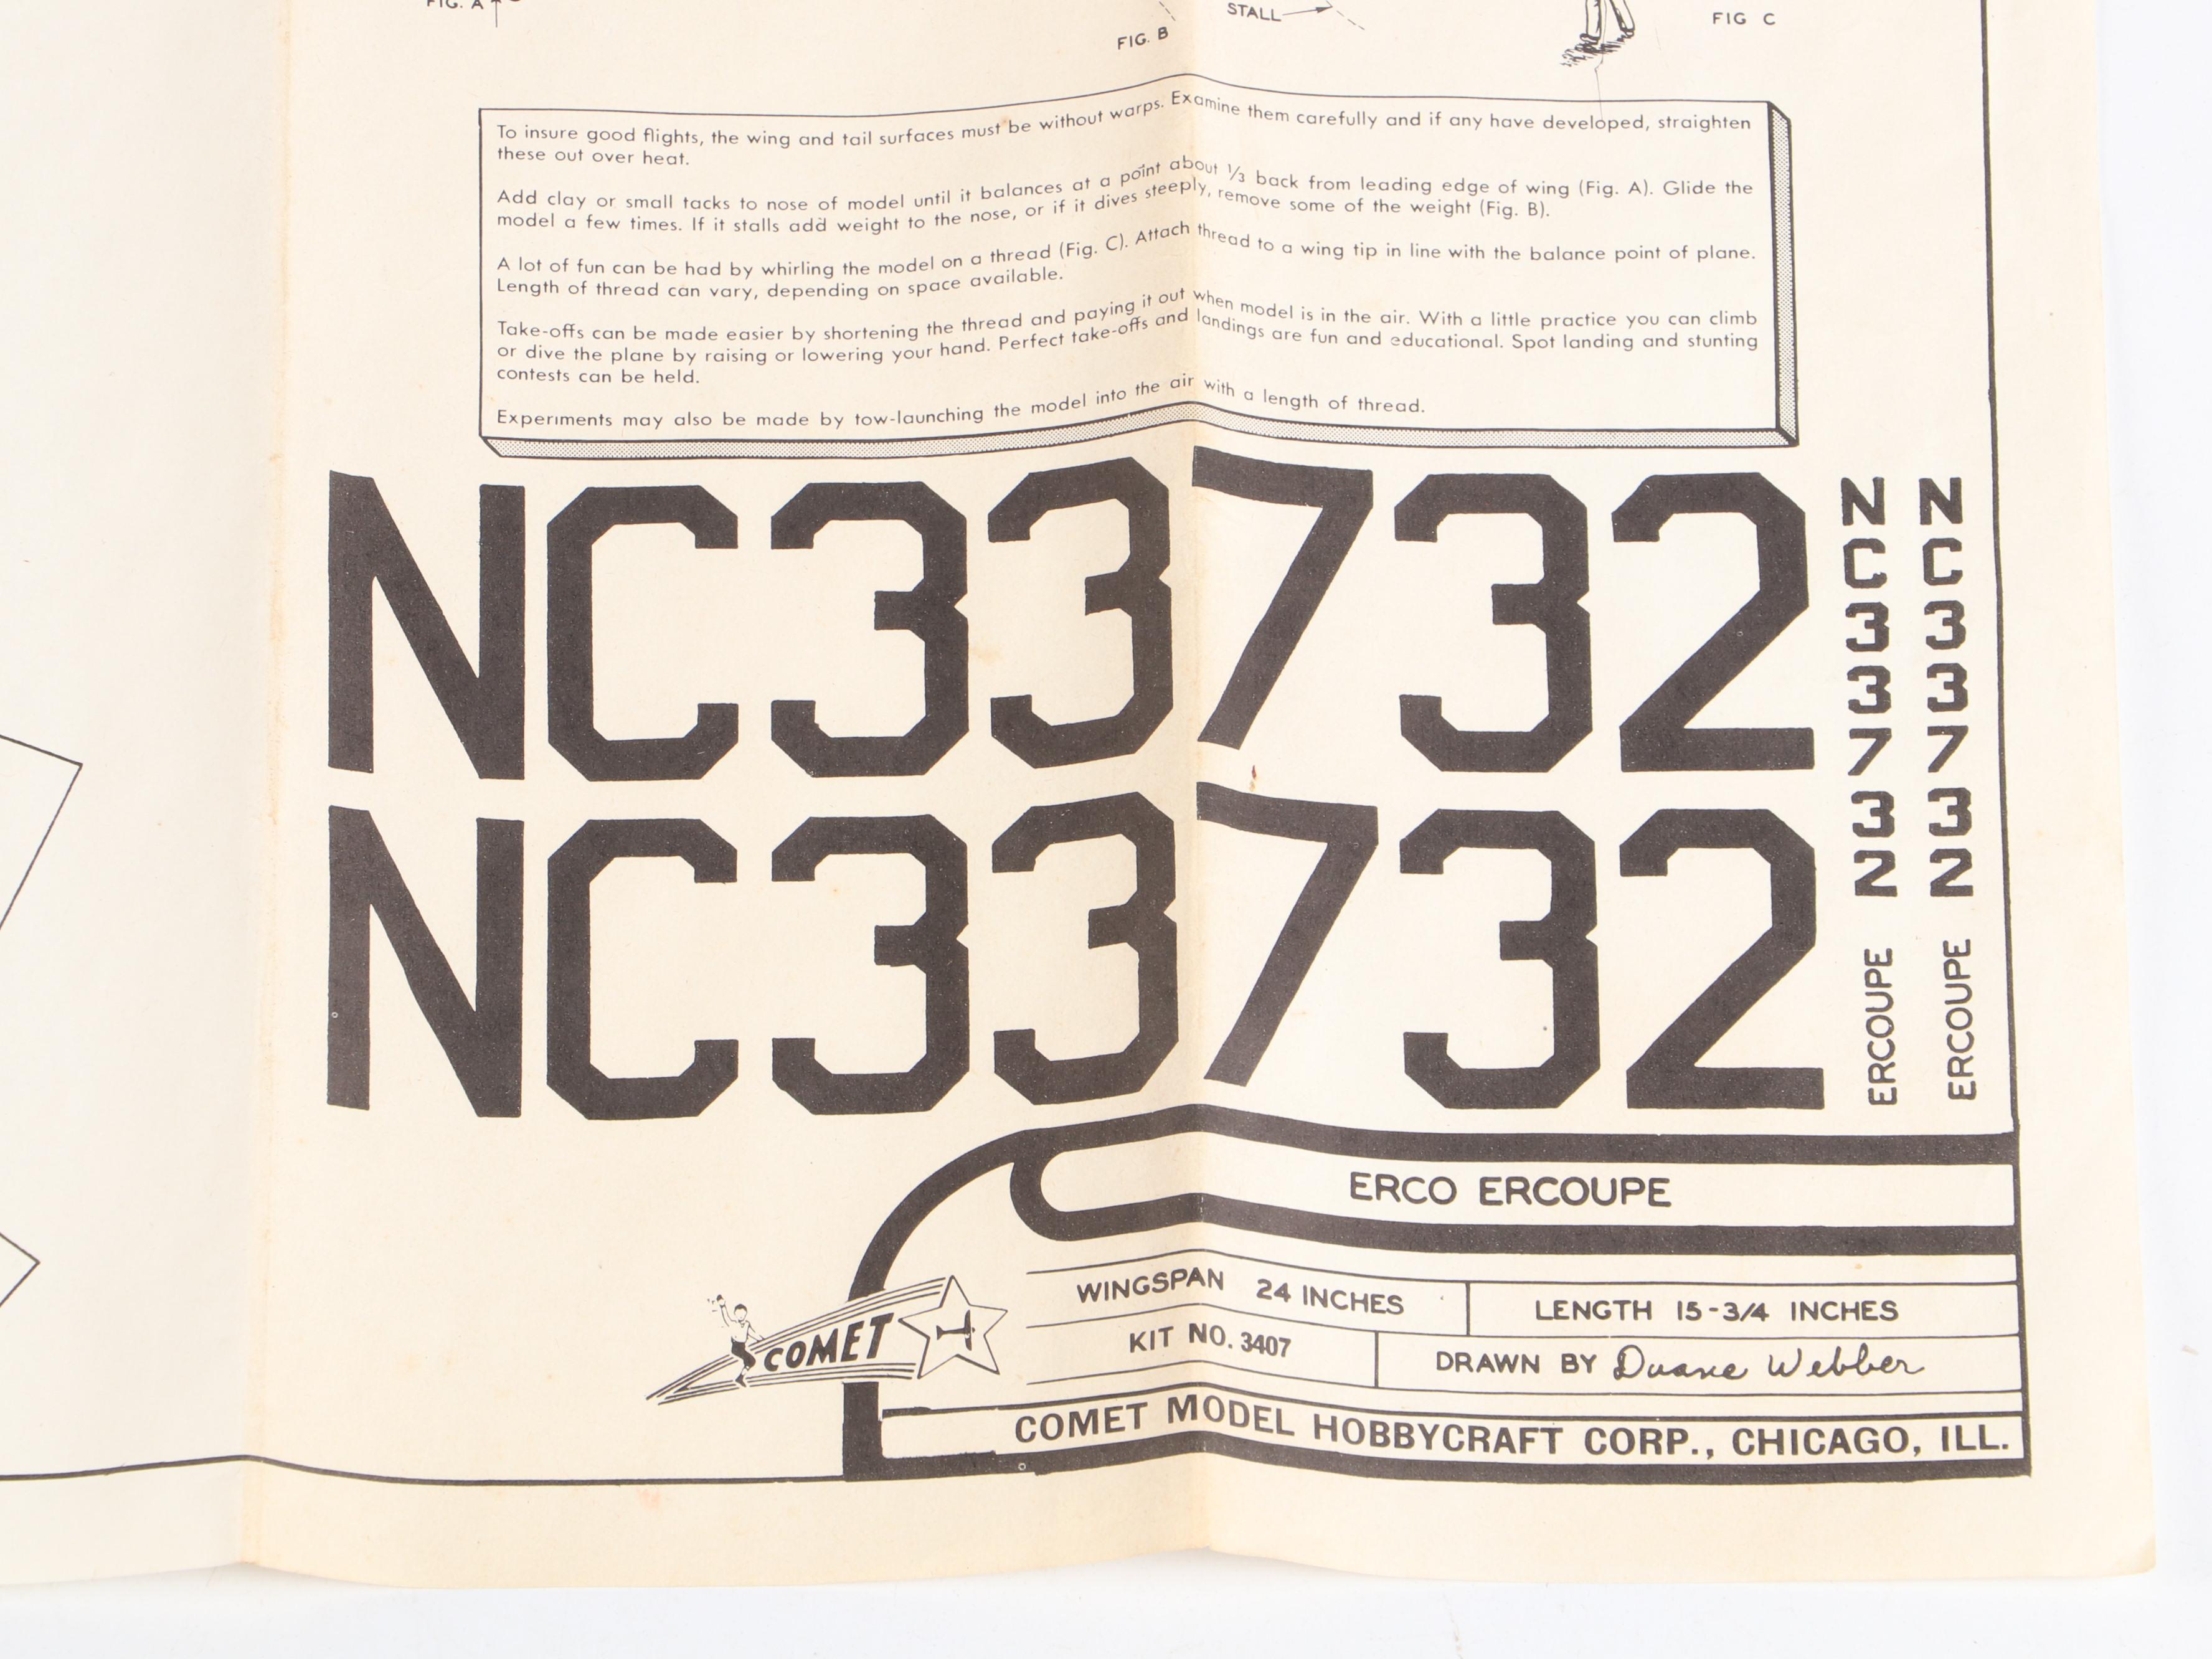 FIG. A
FIG. B
STALL
FIG C
To insure good flights, the wing and tail surfaces must be without warps. Examine them carefully and if any have developed, straighten
these out over heat.
Add clay or small tacks to nose of model until it balances at a point about ⅓ back from leading edge of wing (Fig. A). Glide the
model a few times. If it stalls add weight to the nose, or if it dives steeply, remove some of the weight (Fig. B).
A lot of fun can be had by whirling the model on a thread (Fig. C). Attach thread to a wing tip in line with the balance point of plane.
Length of thread can vary, depending on space available.
Take-offs can be made easier by shortening the thread and paying it out when model is in the air. With a little practice you can climb
or dive the plane by raising or lowering your hand. Perfect take-offs and landings are fun and educational. Spot landing and stunting
contests can be held.
Experiments may also be made by tow-launching the model into the air with a length of thread.
NC33732
NC33732
NC33732 ERCOUPE
NC33732 ERCOUPE
ERCO ERCOUPE
WINGSPAN 24 INCHES
LENGTH 15-3/4 INCHES
COMET
KIT NO. 3407
DRAWN BY Duane Webber
COMET MODEL HOBBYCRAFT CORP., CHICAGO, ILL.